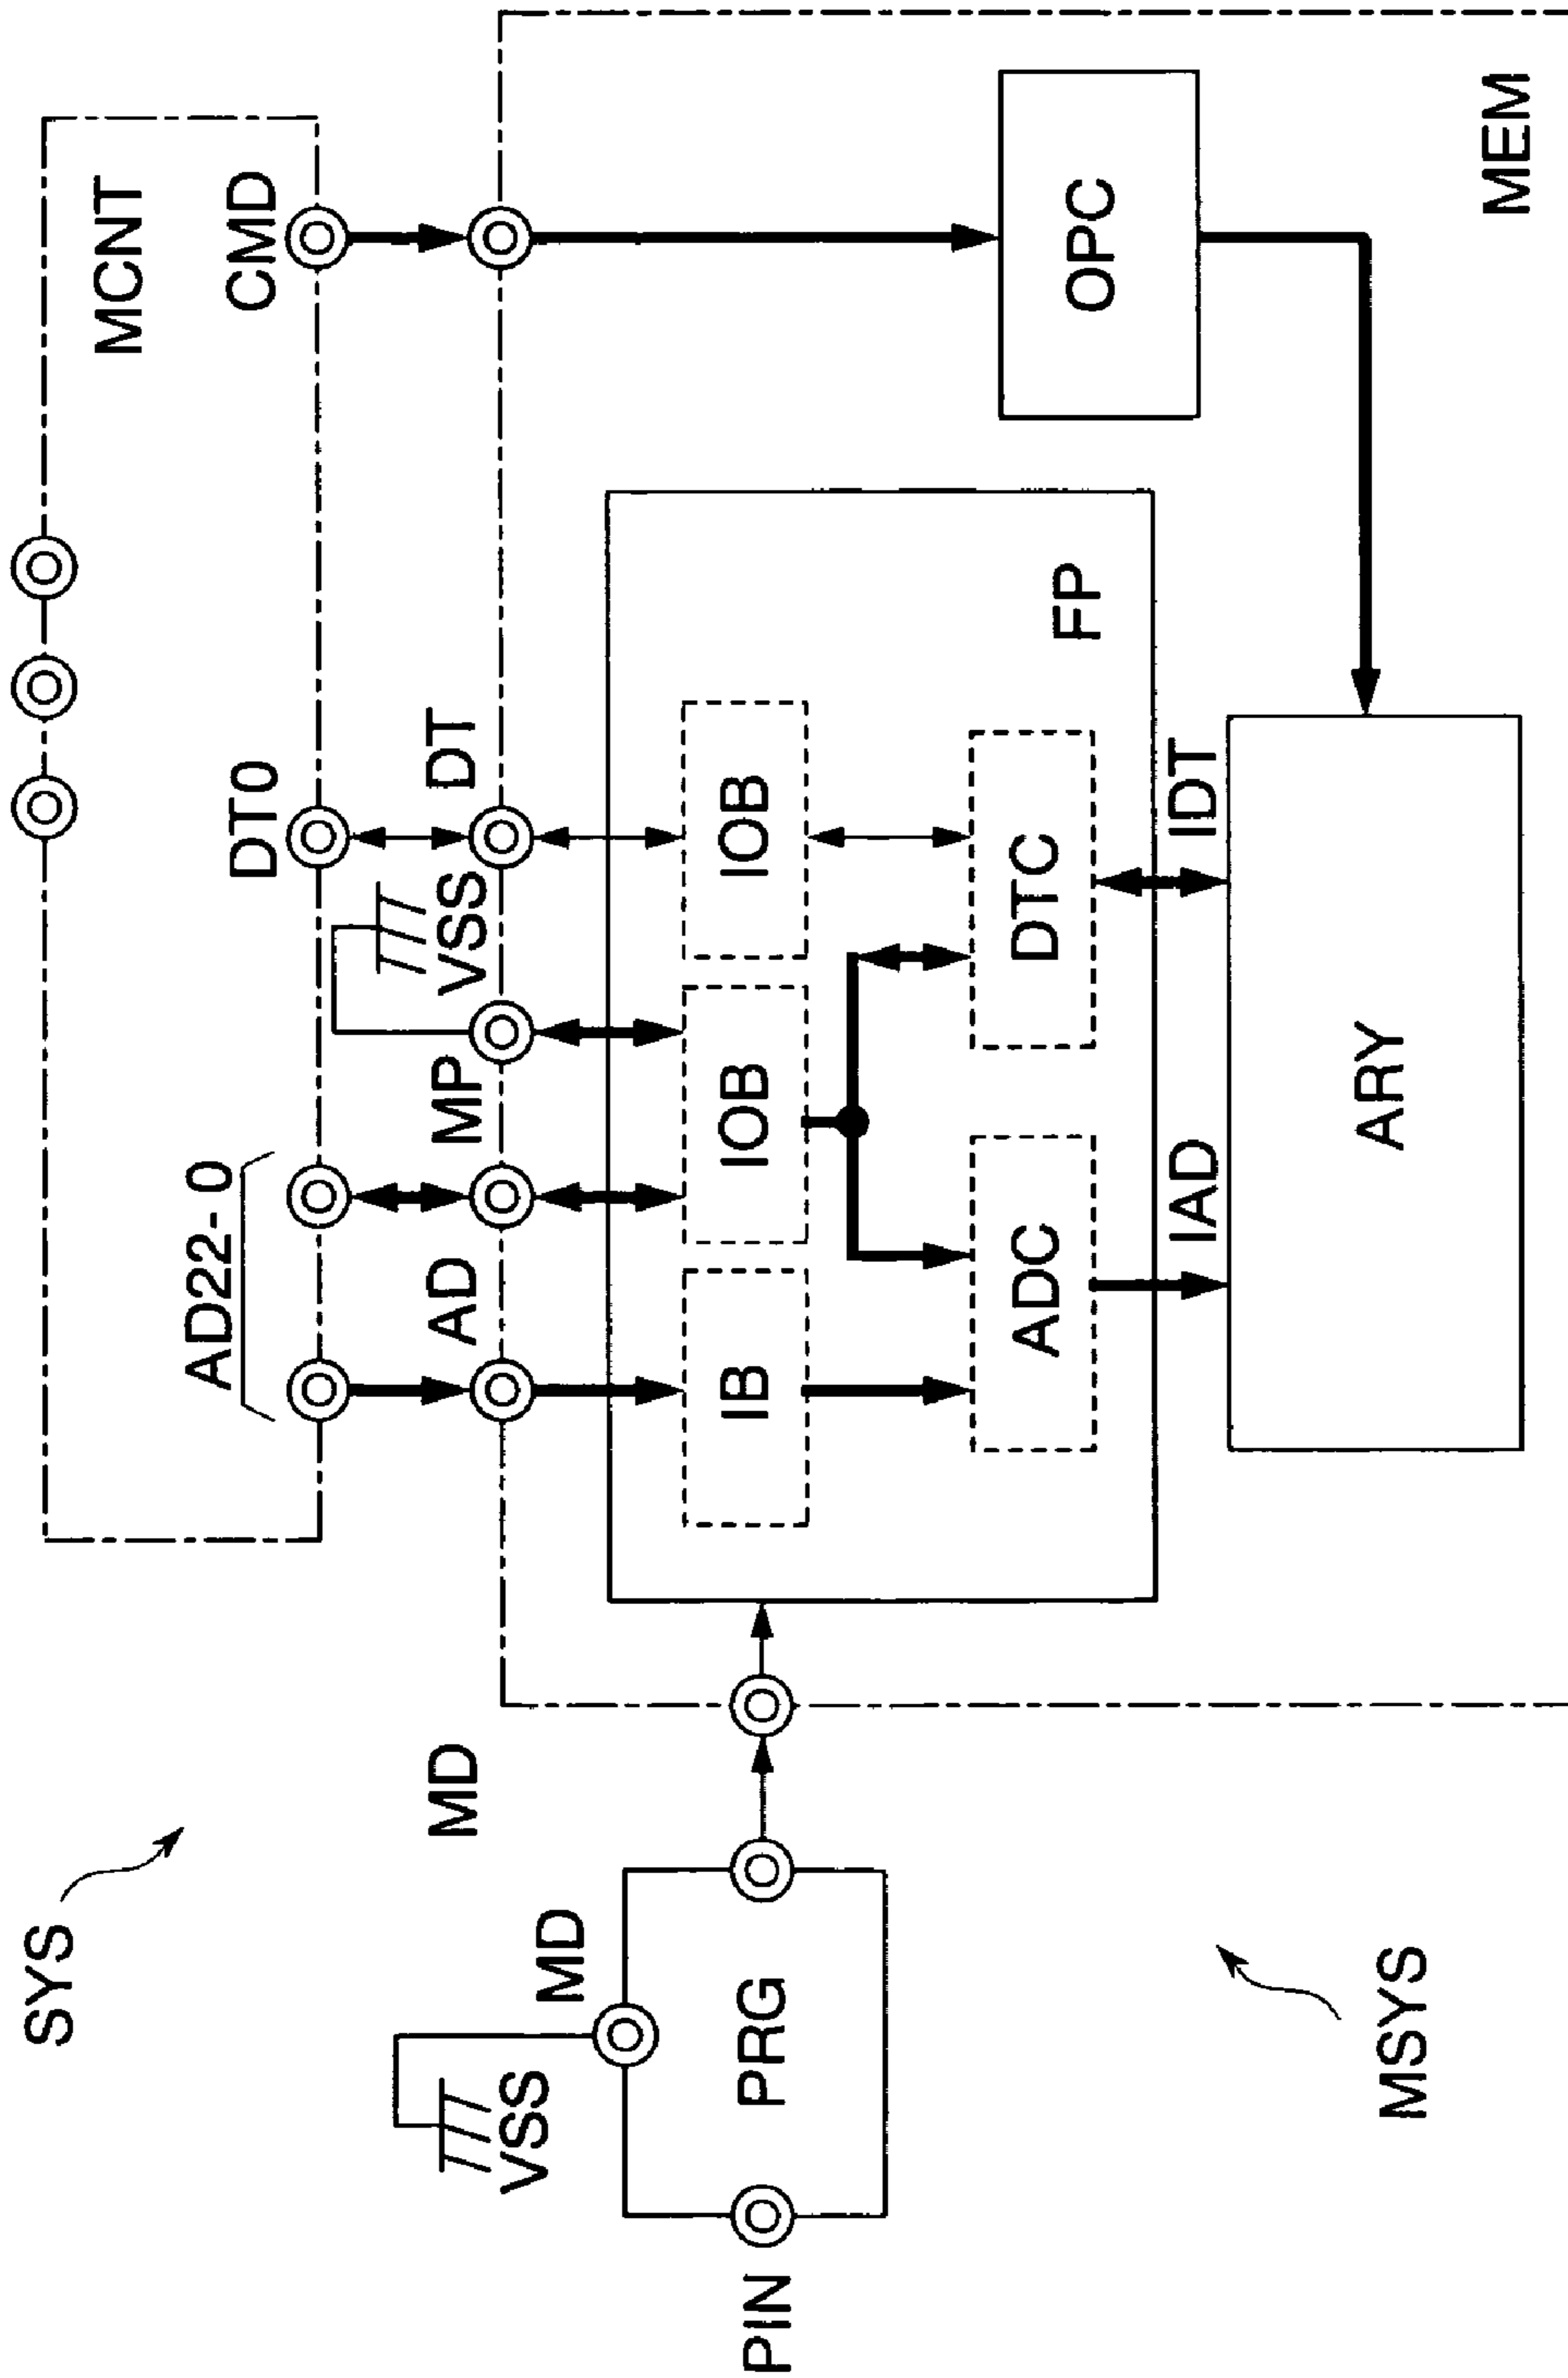 SYS
MCNT
AD22-0
DT0
CMD
MD
AD
MP
VSS
DT
MD
VSS
PIN
PRG
IB
IOB
IOB
ADC
DTC
FP
OPC
IAD
IDT
ARY
MSYS
MEM